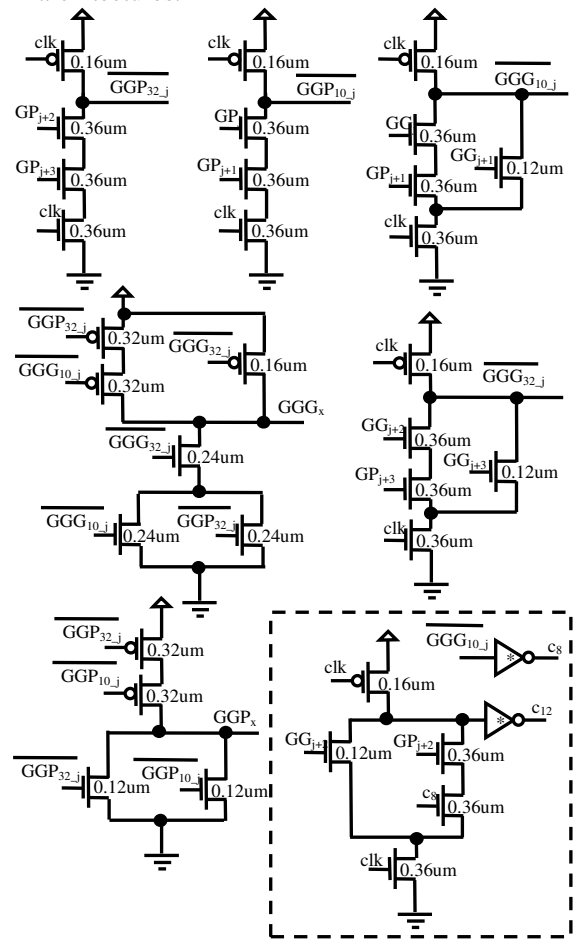 clk
0.16um
GGP32_j
GPj+2
0.36um
GPj+3
0.36um
clk
0.36um
clk
0.16um
GGP10_j
GP
0.36um
GPj+1
0.36um
clk
0.36um
clk
0.16um
GGG10_j
GG
0.36um
GGj+1
0.12um
GPj+1
0.36um
clk
0.36um
GGP32_j
0.32um
GGG32_j
0.16um
GGG10_j
0.32um
GGGx
GGG32_j
0.24um
GGG10_j
0.24um
GGP32_j
0.24um
clk
0.16um
GGG32_j
GGj+2
0.36um
GGj+3
0.12um
GPj+3
0.36um
clk
0.36um
GGP32_j
0.32um
GGP10_j
0.32um
GGPx
GGP32_j
0.12um
GGP10_j
0.12um
GGG10_j
*
c8
clk
0.16um
*
c12
GGj+2
0.12um
GPj+2
0.36um
c8
0.36um
clk
0.36um